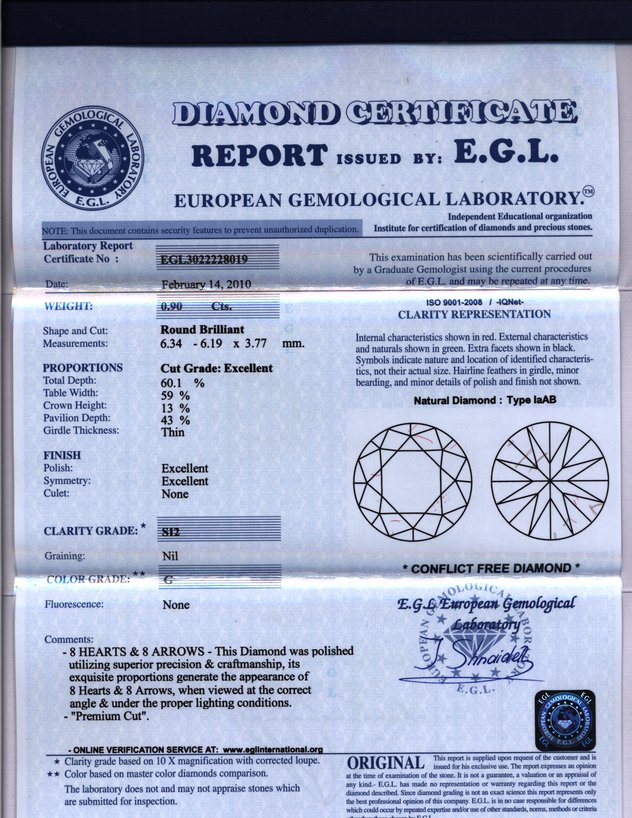 DIAMOND CERTIFICATE
REPORT ISSUED BY: E.G.L.
EUROPEAN GEMOLOGICAL LABORATORY.™
EUROPEAN GEMOLOGICAL LABORATORY
E.G.L.
Independent Educational organization
Institute for certification of diamonds and precious stones.
NOTE: This document contains security features to prevent unauthorized duplication.
Laboratory Report
Certificate No : EGL3022228019
Date: February 14, 2010
WEIGHT: 0.90 Cts.
Shape and Cut: Round Brilliant
Measurements: 6.34 - 6.19 x 3.77 mm.
PROPORTIONS Cut Grade: Excellent
Total Depth: 60.1 %
Table Width: 59 %
Crown Height: 13 %
Pavilion Depth: 43 %
Girdle Thickness: Thin
FINISH
Polish: Excellent
Symmetry: Excellent
Culet: None
CLARITY GRADE: * SI2
Graining: Nil
COLOR GRADE: ** G
Fluorescence: None
Comments:
- 8 HEARTS & 8 ARROWS - This Diamond was polished
utilizing superior precision & craftmanship, its
exquisite proportions generate the appearance of
8 Hearts & 8 Arrows, when viewed at the correct
angle & under the proper lighting conditions.
- "Premium Cut".
- ONLINE VERIFICATION SERVICE AT: www.eglinternational.org
★ Clarity grade based on 10 X magnification with corrected loupe.
★★ Color based on master color diamonds comparison.
The laboratory does not and may not appraise stones which
are submitted for inspection.
This examination has been scientifically carried out
by a Graduate Gemologist using the current procedures
of E.G.L. and may be repeated at any time.
ISO 9001-2008 / -IQNet-
CLARITY REPRESENTATION
Internal characteristics shown in red. External characteristics
and naturals shown in green. Extra facets shown in black.
Symbols indicate nature and location of identified characteris-
tics, not their actual size. Hairline feathers in girdle, minor
bearding, and minor details of polish and finish not shown.
Natural Diamond : Type IaAB
* CONFLICT FREE DIAMOND *
E.G.L European Gemological
Laboratory
EUROPEAN GEMOLOGICAL LABORATORY
E.G.L.
ORIGINAL This report is supplied upon request of the customer and is
issued for his exclusive use. The report expresses an opinion
at the time of examination of the stone. It is not a guarantee, a valuation or an appraisal of
any kind.- E.G.L. has made no representation or warranty regarding this report or the
diamond described. Since diamond grading is not an exact science this report represents only
the best professional opinion of this company. E.G.L. is in no case responsible for differences
which could occur by repeated expertise and/or use of other standards, norms, methods or criteria